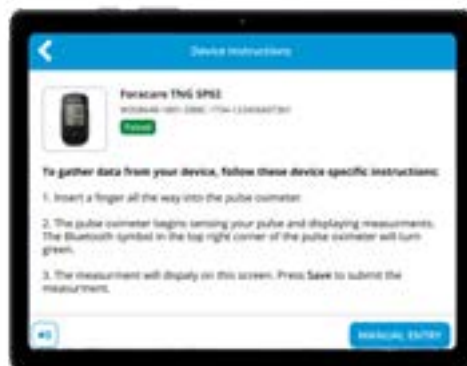 Device Instructions
Foracare TNG SPO2
Paired
To gather data from your device, follow these device specific instructions:
1. Insert a finger all the way into the pulse oximeter.
2. The pulse oximeter begins sensing your pulse and displaying measurments.
The Bluetooth symbol in the top right corner of the pulse oximeter will turn
green.
3. The measurment will dispaly on this screen. Press Save to submit the
measurment.
MANUAL ENTRY